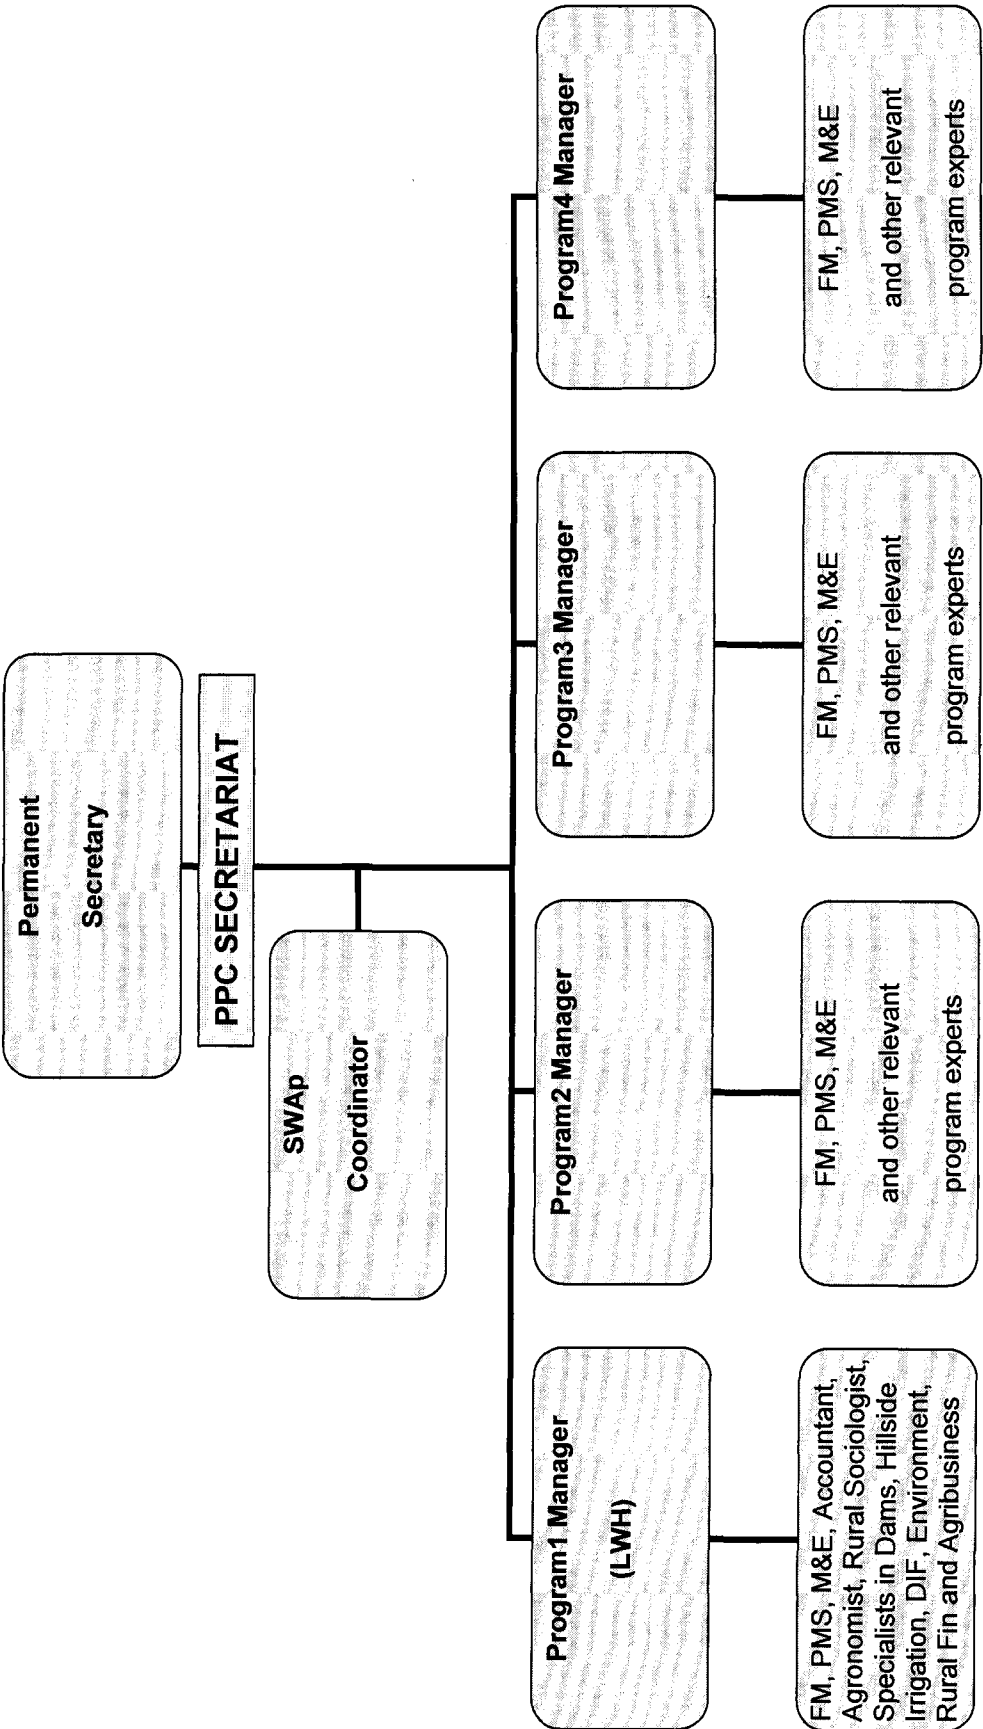 Permanent
Secretary
PPC SECRETARIAT
SWAp
Coordinator
Program1 Manager
(LWH)
Program2 Manager
Program3 Manager
Program4 Manager
FM, PMS, M&E, Accountant,
Agronomist, Rural Sociologist,
Specialists in Dams, Hillside
Irrigation, DIF, Environment,
Rural Fin and Agribusiness
FM, PMS, M&E
and other relevant
program experts
FM, PMS, M&E
and other relevant
program experts
FM, PMS, M&E
and other relevant
program experts